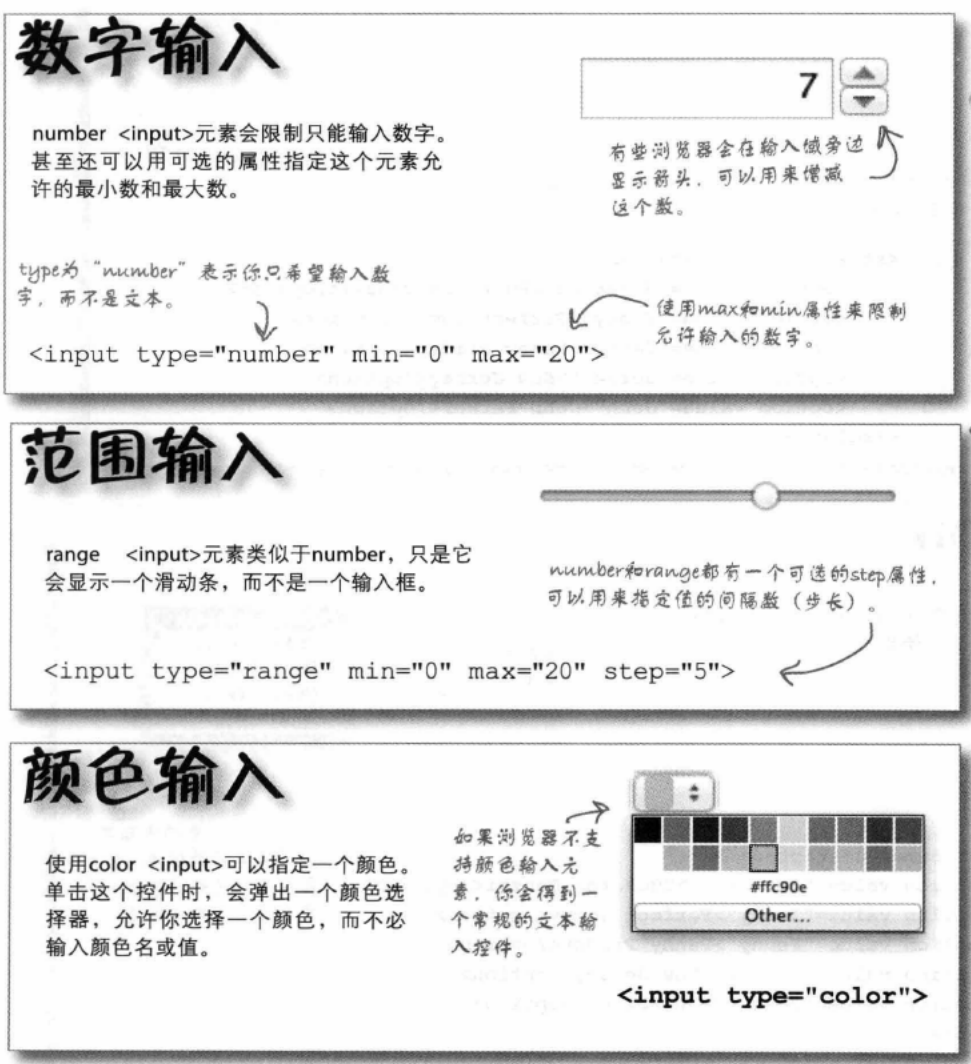 数字输入
7
number <input>元素会限制只能输入数字。
甚至还可以用可选的属性指定这个元素允
许的最小数和最大数。
有些浏览器会在输入域旁边
显示箭头，可以用来增减
这个数。
type为“number”表示你只希望输入数
字，而不是文本。
使用max和min属性来限制
允许输入的数字。
<input type="number" min="0" max="20">
范围输入
range <input>元素类似于number，只是它
会显示一个滑动条，而不是一个输入框。
number和range都有一个可选的step属性，
可以用来指定值的间隔数（步长）。
<input type="range" min="0" max="20" step="5">
颜色输入
使用color <input>可以指定一个颜色。
单击这个控件时，会弹出一个颜色选
择器，允许你选择一个颜色，而不必
输入颜色名或值。
如果浏览器不支
持颜色输入元
素，你会得到一
个常规的文本输
入控件。
#ffc90e
Other...
<input type="color">